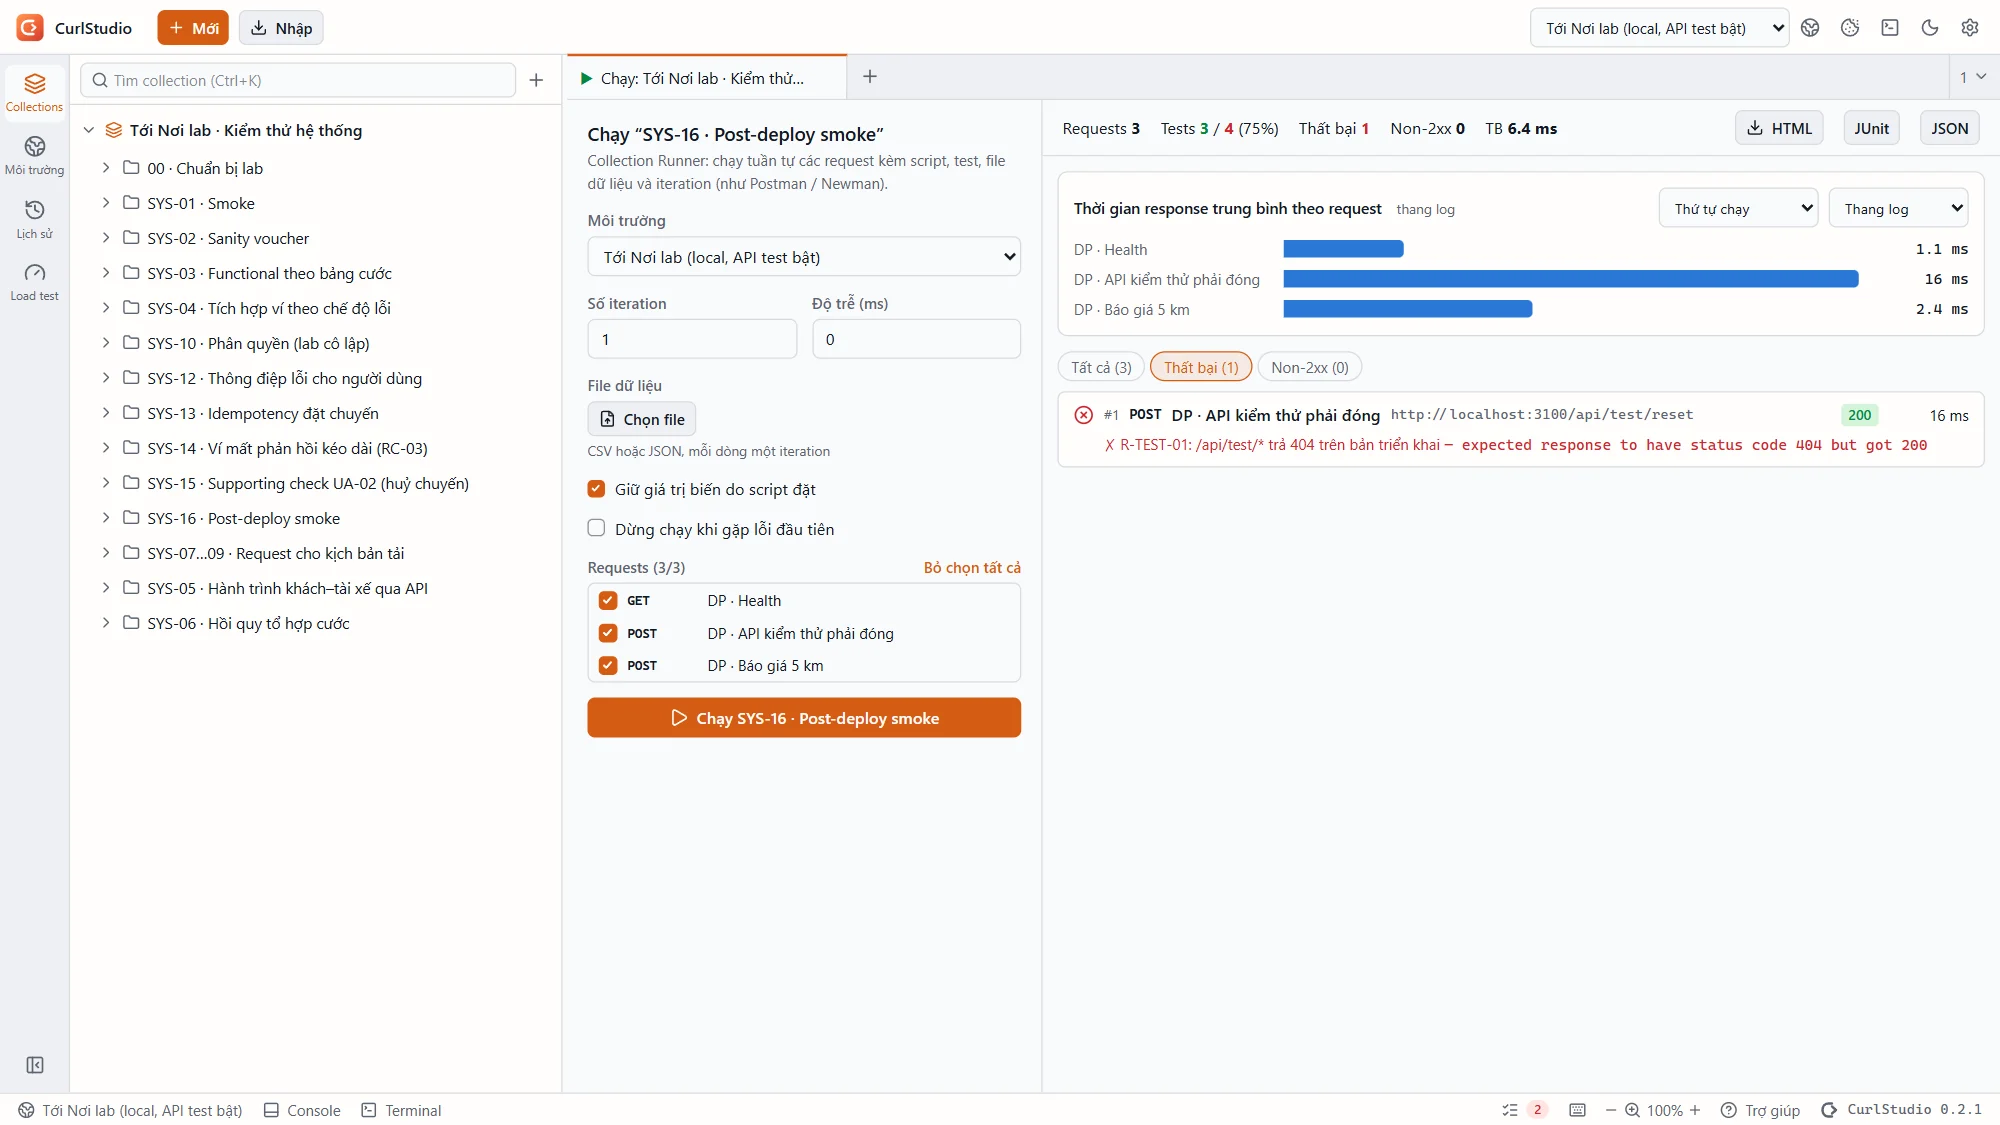 CurlStudio
Mới
Nhập
Tới Nơi lab (local, API test bật)
Collections
Môi trường
Lịch sử
Load test
Tìm collection (Ctrl+K)
Tới Nơi lab · Kiểm thử hệ thống
00 · Chuẩn bị lab
SYS-01 · Smoke
SYS-02 · Sanity voucher
SYS-03 · Functional theo bảng cước
SYS-04 · Tích hợp ví theo chế độ lỗi
SYS-10 · Phân quyền (lab cô lập)
SYS-12 · Thông điệp lỗi cho người dùng
SYS-13 · Idempotency đặt chuyến
SYS-14 · Ví mất phản hồi kéo dài (RC-03)
SYS-15 · Supporting check UA-02 (huỷ chuyến)
SYS-16 · Post-deploy smoke
SYS-07…09 · Request cho kịch bản tải
SYS-05 · Hành trình khách–tài xế qua API
SYS-06 · Hồi quy tổ hợp cước
Chạy: Tới Nơi lab · Kiểm thử...
1
Chạy “SYS-16 · Post-deploy smoke”
Collection Runner: chạy tuần tự các request kèm script, test, file
dữ liệu và iteration (như Postman / Newman).
Môi trường
Tới Nơi lab (local, API test bật)
Số iteration
Độ trễ (ms)
1
0
File dữ liệu
Chọn file
CSV hoặc JSON, mỗi dòng một iteration
Giữ giá trị biến do script đặt
Dừng chạy khi gặp lỗi đầu tiên
Requests (3/3)
Bỏ chọn tất cả
GET DP · Health
POST DP · API kiểm thử phải đóng
POST DP · Báo giá 5 km
Chạy SYS-16 · Post-deploy smoke
Requests 3 Tests 3 / 4 (75%) Thất bại 1 Non-2xx 0 TB 6.4 ms
HTML
JUnit
JSON
Thời gian response trung bình theo request thang log
Thứ tự chạy
Thang log
DP · Health 1.1 ms
DP · API kiểm thử phải đóng 16 ms
DP · Báo giá 5 km 2.4 ms
Tất cả (3)
Thất bại (1)
Non-2xx (0)
#1 POST DP · API kiểm thử phải đóng http://localhost:3100/api/test/reset 200 16 ms
✗ R-TEST-01: /api/test/* trả 404 trên bản triển khai — expected response to have status code 404 but got 200
Tới Nơi lab (local, API test bật)
Console
Terminal
2
100%
Trợ giúp
CurlStudio 0.2.1